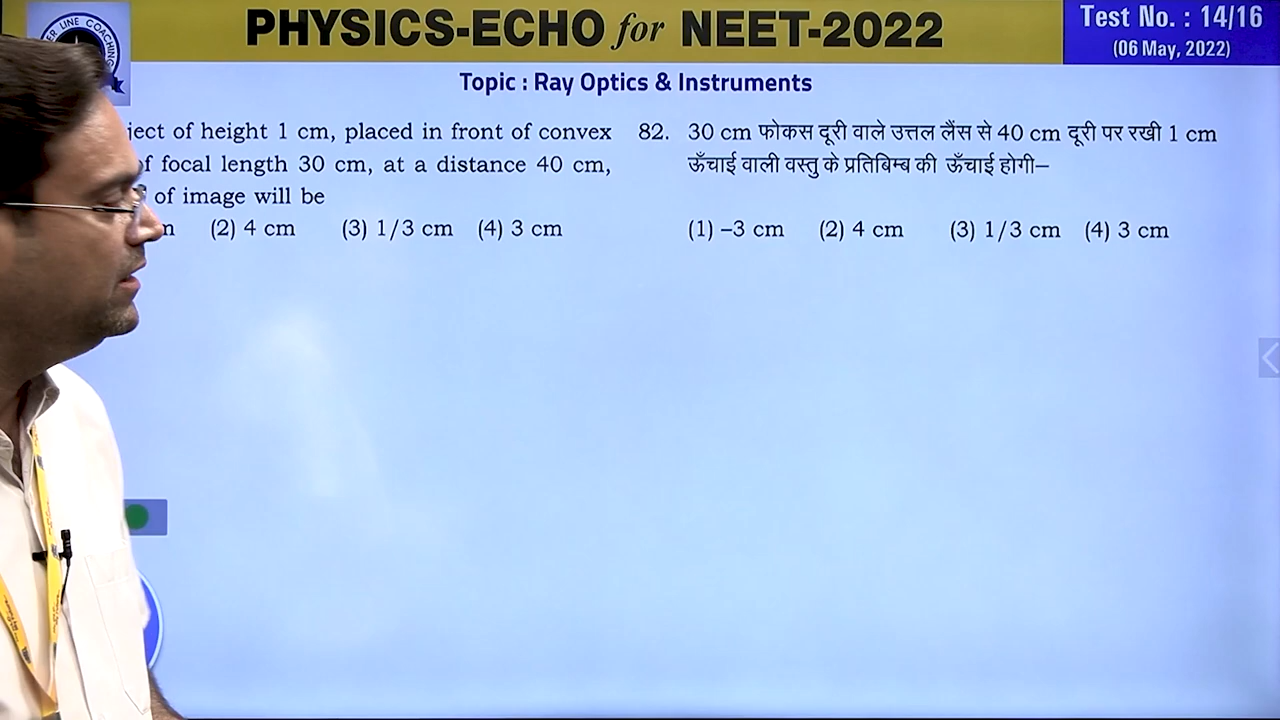 PHYSICS-ECHO for NEET-2022
Test No. : 14/16
(06 May, 2022)
LINE COACHING
Topic : Ray Optics & Instruments
of height 1 cm, placed in front of convex
focal length 30 cm, at a distance 40 cm,
of image will be
(2) 4 cm (3) 1/3 cm (4) 3 cm
82. 30 cm फोकस दूरी वाले उत्तल लैंस से 40 cm दूरी पर रखी 1 cm
ऊँचाई वाली वस्तु के प्रतिबिम्ब की ऊँचाई होगी–
(1) –3 cm (2) 4 cm (3) 1/3 cm (4) 3 cm